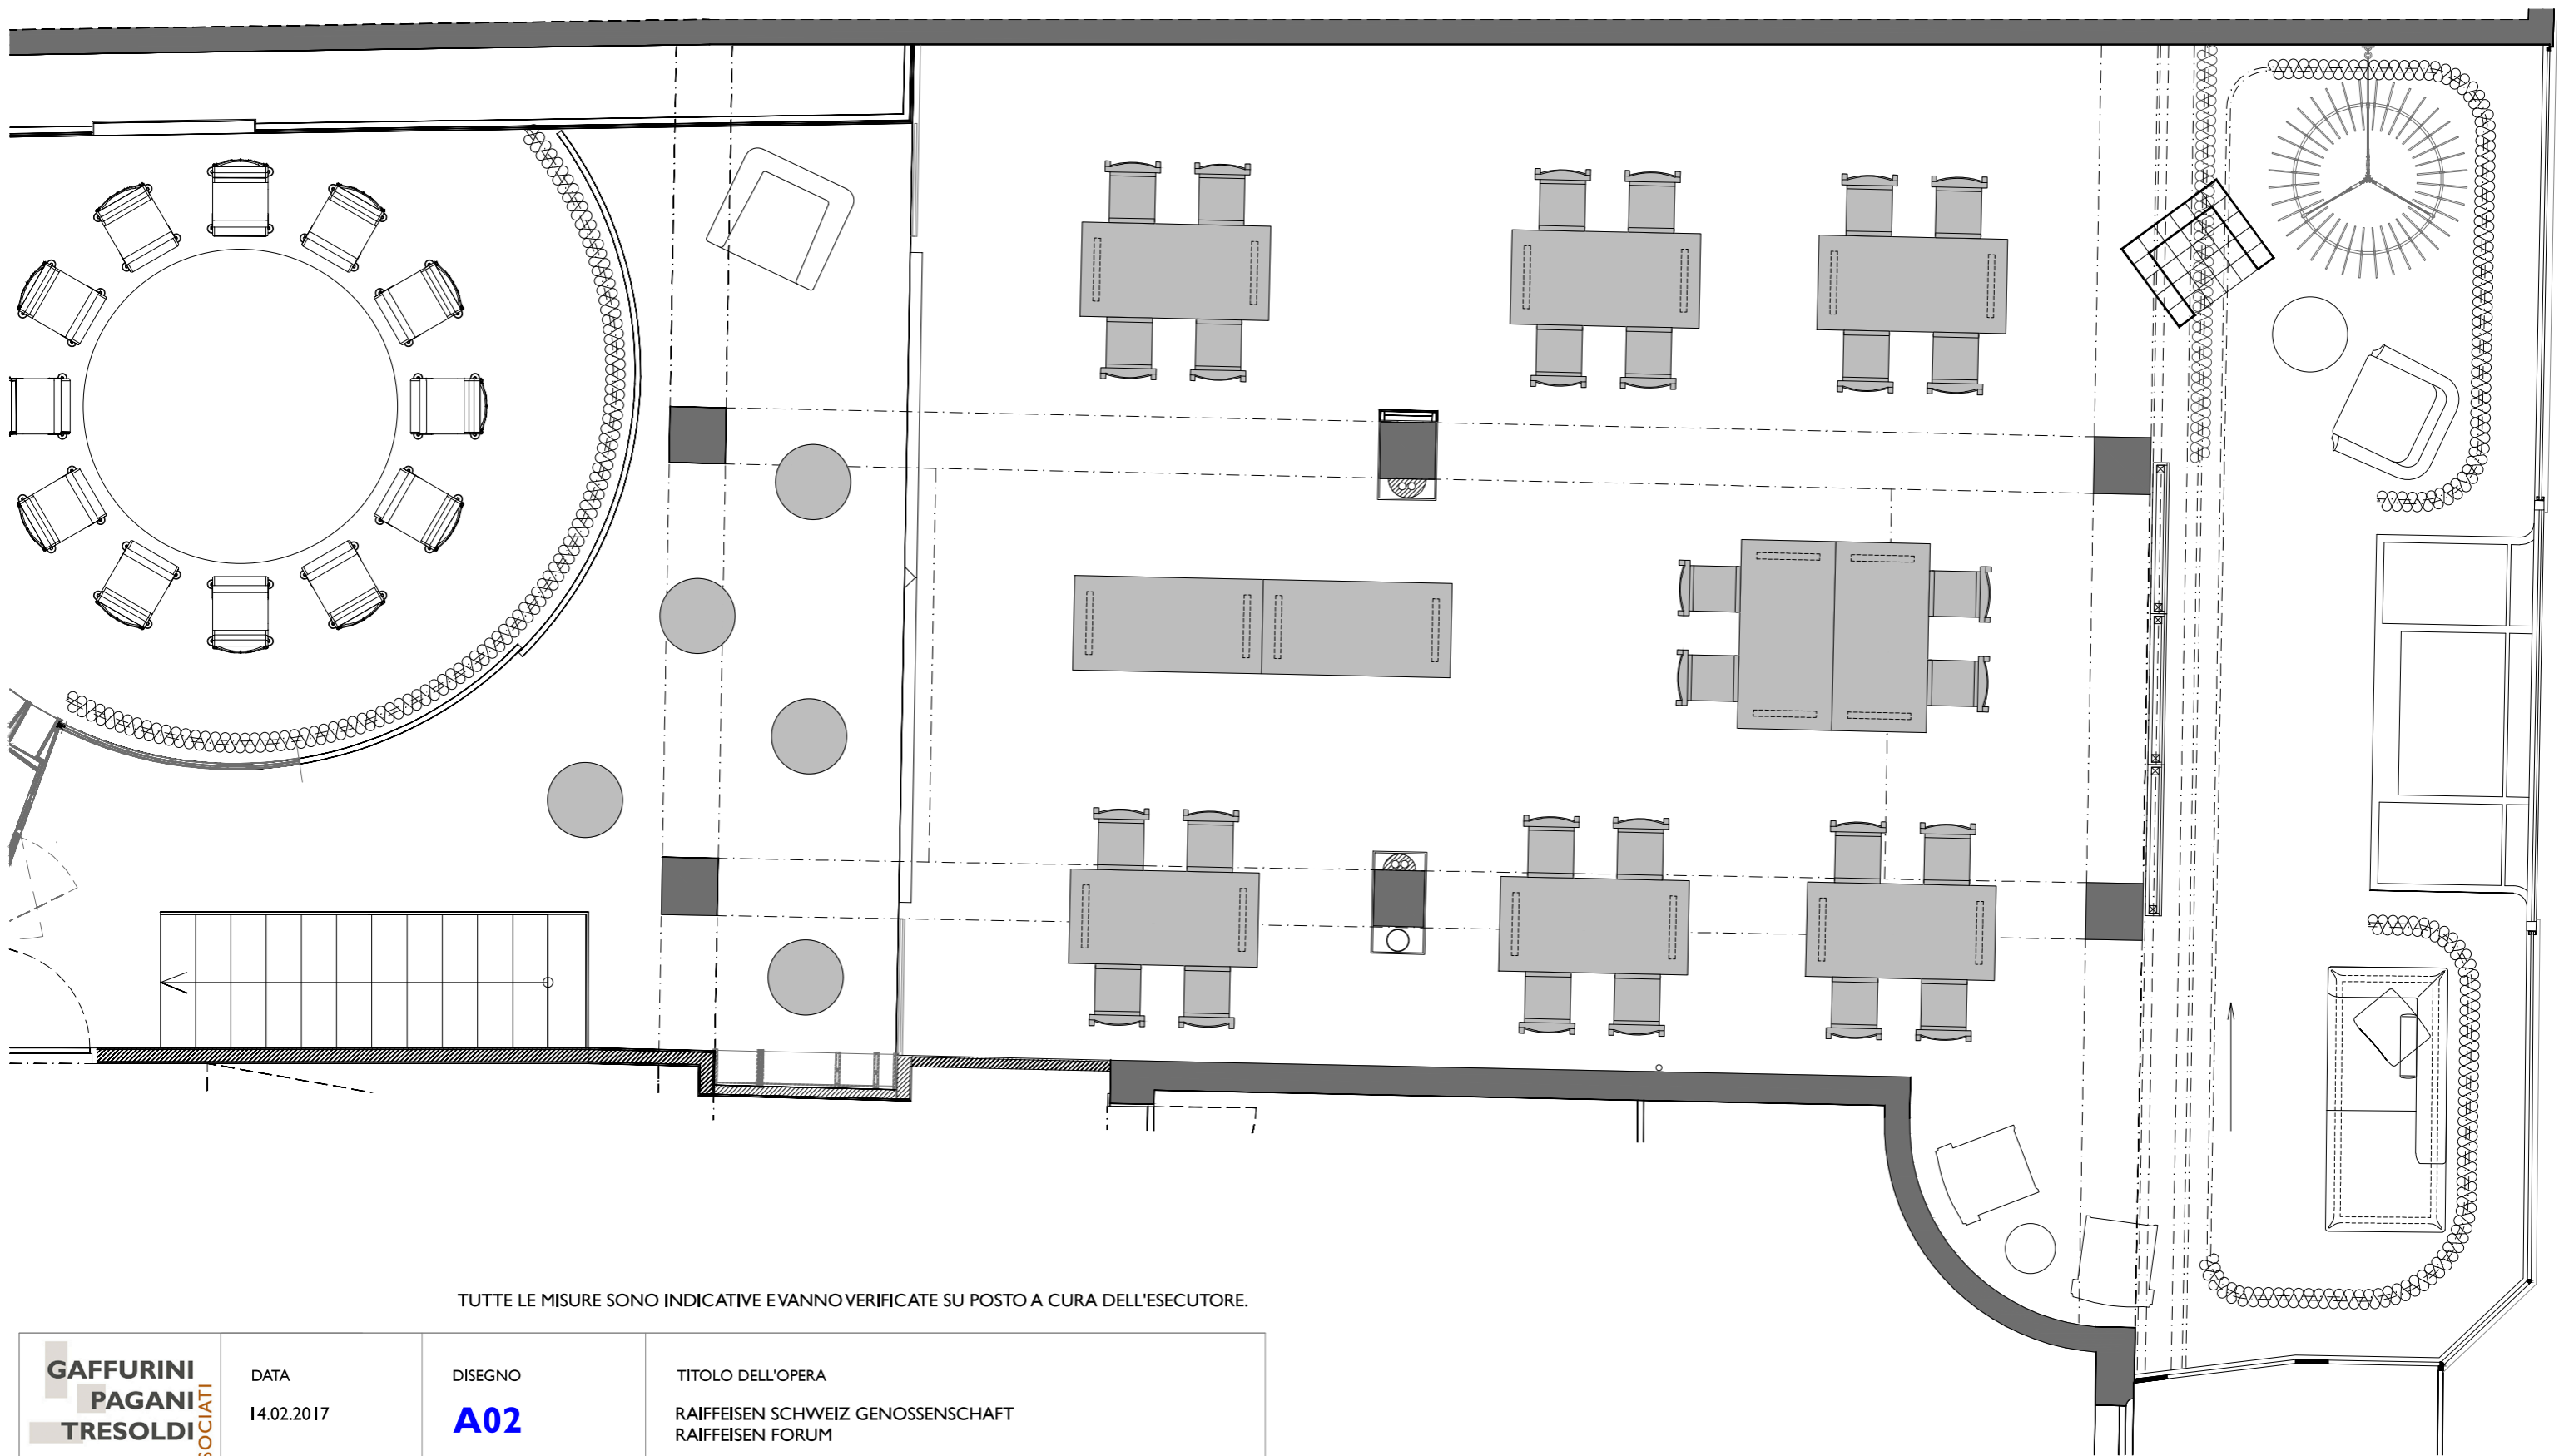 TUTTE LE MISURE SONO INDICATIVE E VANNO VERIFICATE SU POSTO A CURA DELL'ESECUTORE.
GAFFURINI
PAGANI
TRESOLDI
DATA
14.02.2017
DISEGNO
A02
TITOLO DELL'OPERA
RAIFFEISEN SCHWEIZ GENOSSENSCHAFT
RAIFFEISEN FORUM